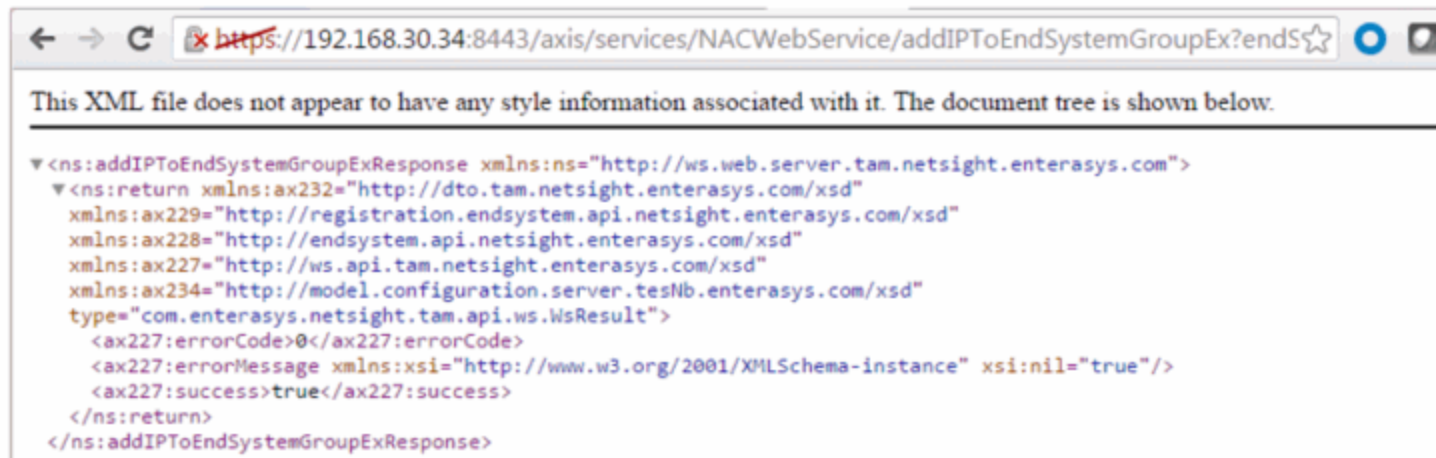 https://192.168.30.34:8443/axis/services/NACWebService/addIPToEndSystemGroupEx?endS
This XML file does not appear to have any style information associated with it. The document tree is shown below.
▼<ns:addIPToEndSystemGroupExResponse xmlns:ns="http://ws.web.server.tam.netsight.enterasys.com">
▼<ns:return xmlns:ax232="http://dto.tam.netsight.enterasys.com/xsd"
xmlns:ax229="http://registration.endsystem.api.netsight.enterasys.com/xsd"
xmlns:ax228="http://endsystem.api.netsight.enterasys.com/xsd"
xmlns:ax227="http://ws.api.tam.netsight.enterasys.com/xsd"
xmlns:ax234="http://model.configuration.server.tesNb.enterasys.com/xsd"
type="com.enterasys.netsight.tam.api.ws.WsResult">
<ax227:errorCode>0</ax227:errorCode>
<ax227:errorMessage xmlns:xsi="http://www.w3.org/2001/XMLSchema-instance" xsi:nil="true"/>
<ax227:success>true</ax227:success>
</ns:return>
</ns:addIPToEndSystemGroupExResponse>